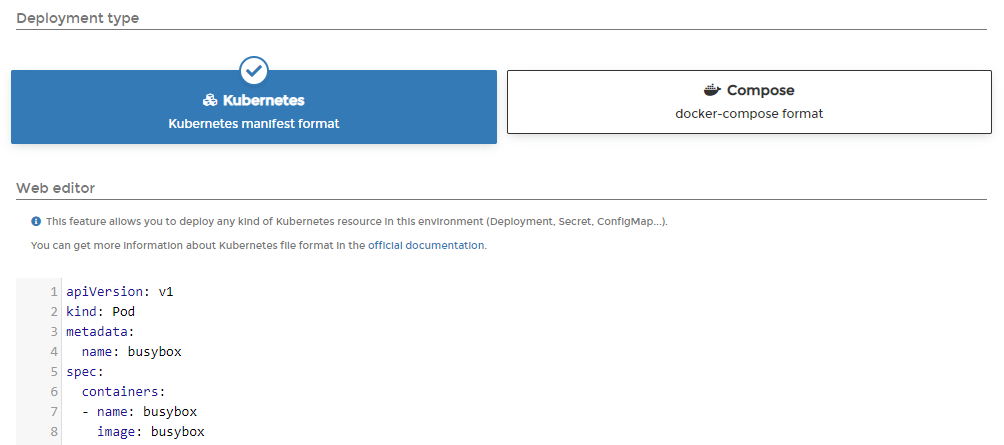 Deployment type
Kubernetes
Kubernetes manifest format
Compose
docker-compose format
Web editor
This feature allows you to deploy any kind of Kubernetes resource in this environment (Deployment, Secret, ConfigMap...).
You can get more information about Kubernetes file format in the official documentation.
1 apiVersion: v1
2 kind: Pod
3 metadata:
4   name: busybox
5 spec:
6   containers:
7   - name: busybox
8     image: busybox